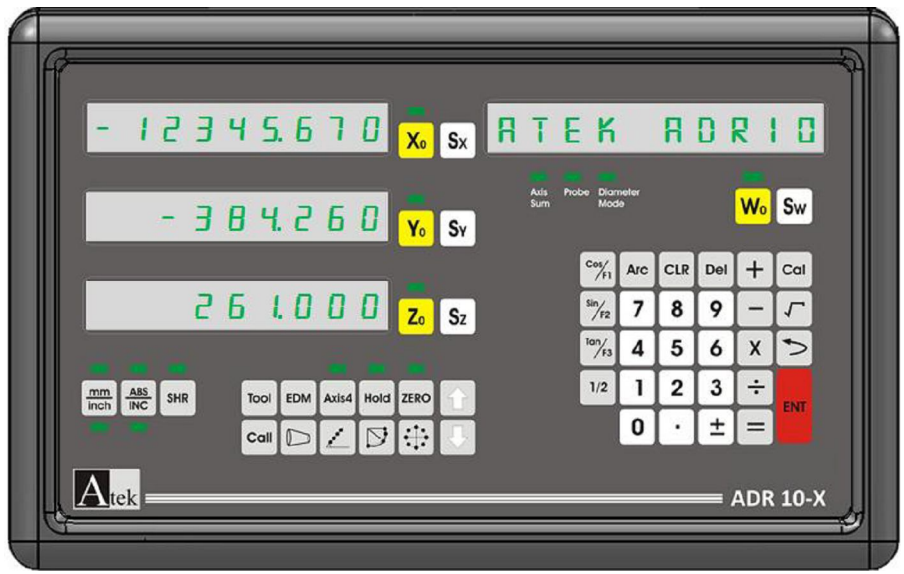 - 12345.670 X₀ Sx ATEK ADR10
Axis Sum Probe Diameter Mode
-384.260 Y₀ SY W₀ SW
Cos/F1 Arc CLR Del + Cal
261.000 Z₀ SZ Sin/F2 7 8 9 − √
Tan/F3 4 5 6 X
mm/inch ABS/INC SHR Tool EDM Axis4 Hold ZERO 1/2 1 2 3 ÷ ENT
Call 0 · ± =
Atek ADR 10-X